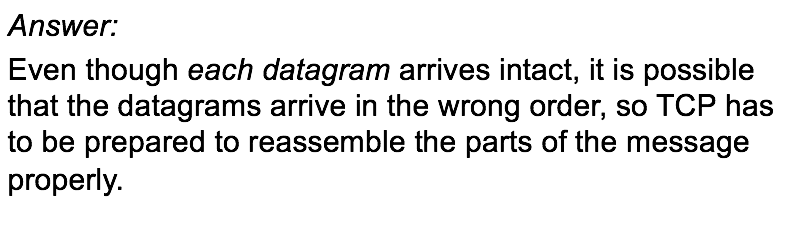 Answer:
Even though each datagram arrives intact, it is possible
that the datagrams arrive in the wrong order, so TCP has
to be prepared to reassemble the parts of the message
properly.